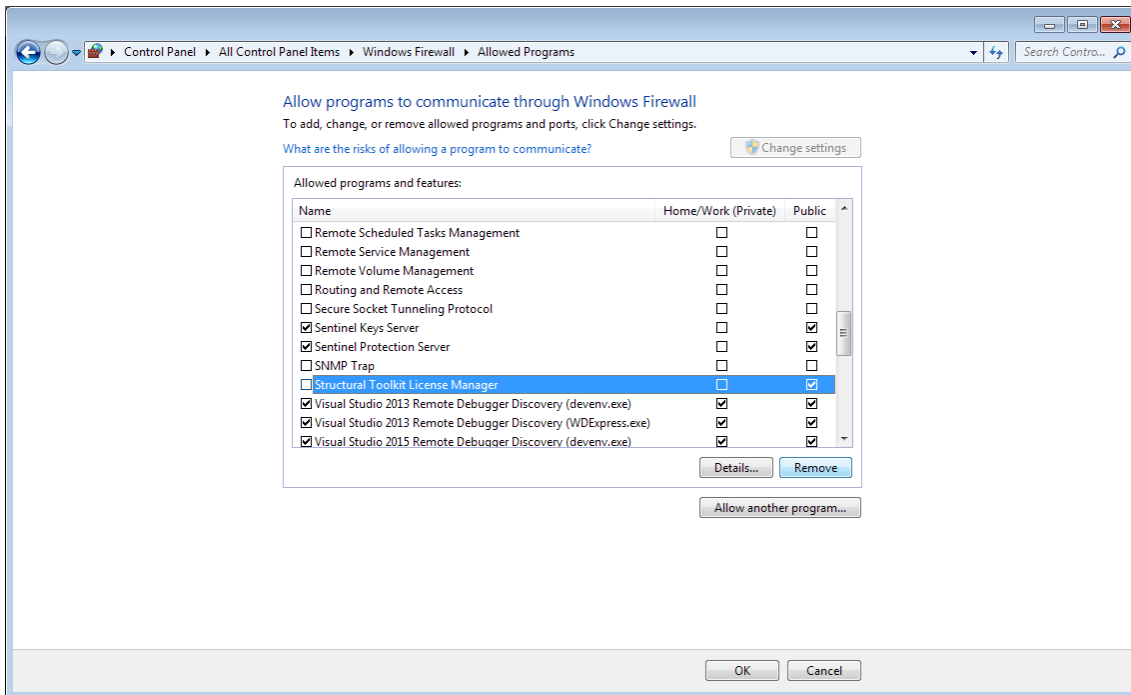 Control Panel All Control Panel Items Windows Firewall Allowed Programs Search Contro...
Allow programs to communicate through Windows Firewall
To add, change, or remove allowed programs and ports, click Change settings.
What are the risks of allowing a program to communicate? Change settings
Allowed programs and features:
Name Home/Work (Private) Public
Remote Scheduled Tasks Management
Remote Service Management
Remote Volume Management
Routing and Remote Access
Secure Socket Tunneling Protocol
Sentinel Keys Server
Sentinel Protection Server
SNMP Trap
Structural Toolkit License Manager
Visual Studio 2013 Remote Debugger Discovery (devenv.exe)
Visual Studio 2013 Remote Debugger Discovery (WDExpress.exe)
Visual Studio 2015 Remote Debugger Discovery (devenv.exe)
Details... Remove
Allow another program...
OK Cancel